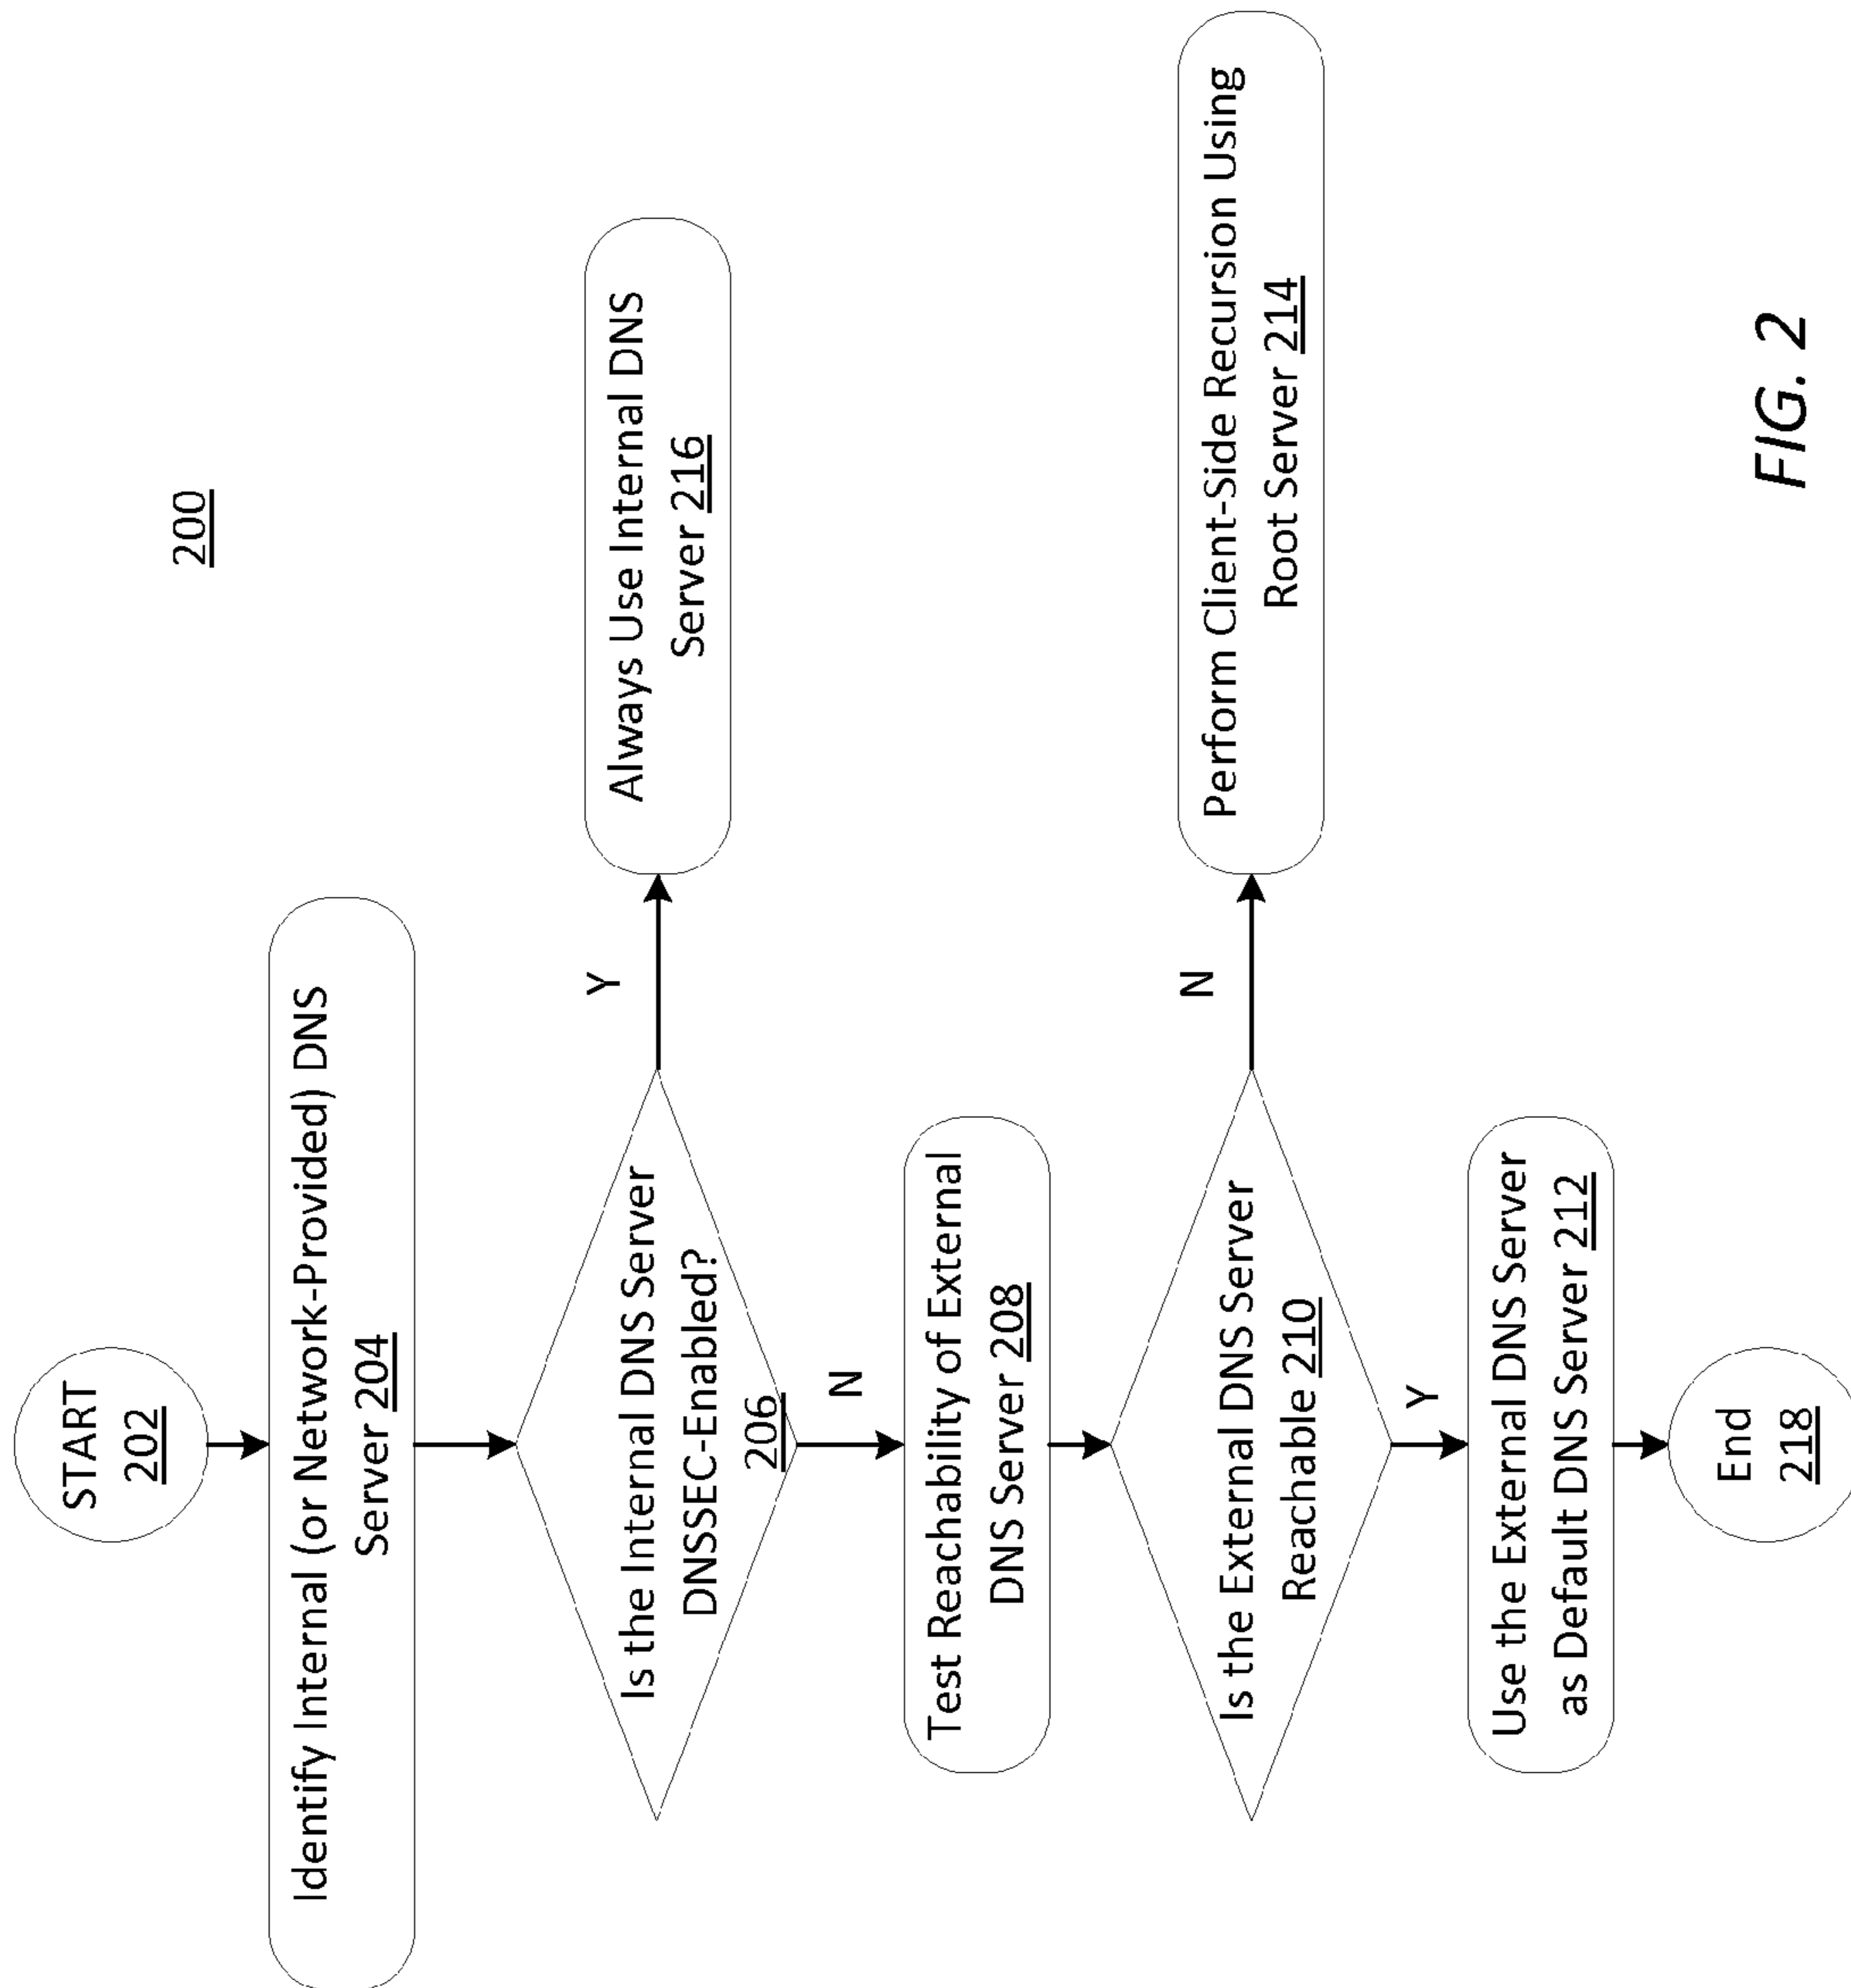 200
START
202
Identify Internal (or Network-Provided) DNS
Server 204
Is the Internal DNS Server
DNSSEC-Enabled?
206
Y
Always Use Internal DNS
Server 216
N
Test Reachability of External
DNS Server 208
Is the External DNS Server
Reachable 210
N
Perform Client-Side Recursion Using
Root Server 214
Y
Use the External DNS Server
as Default DNS Server 212
End
218
FIG. 2